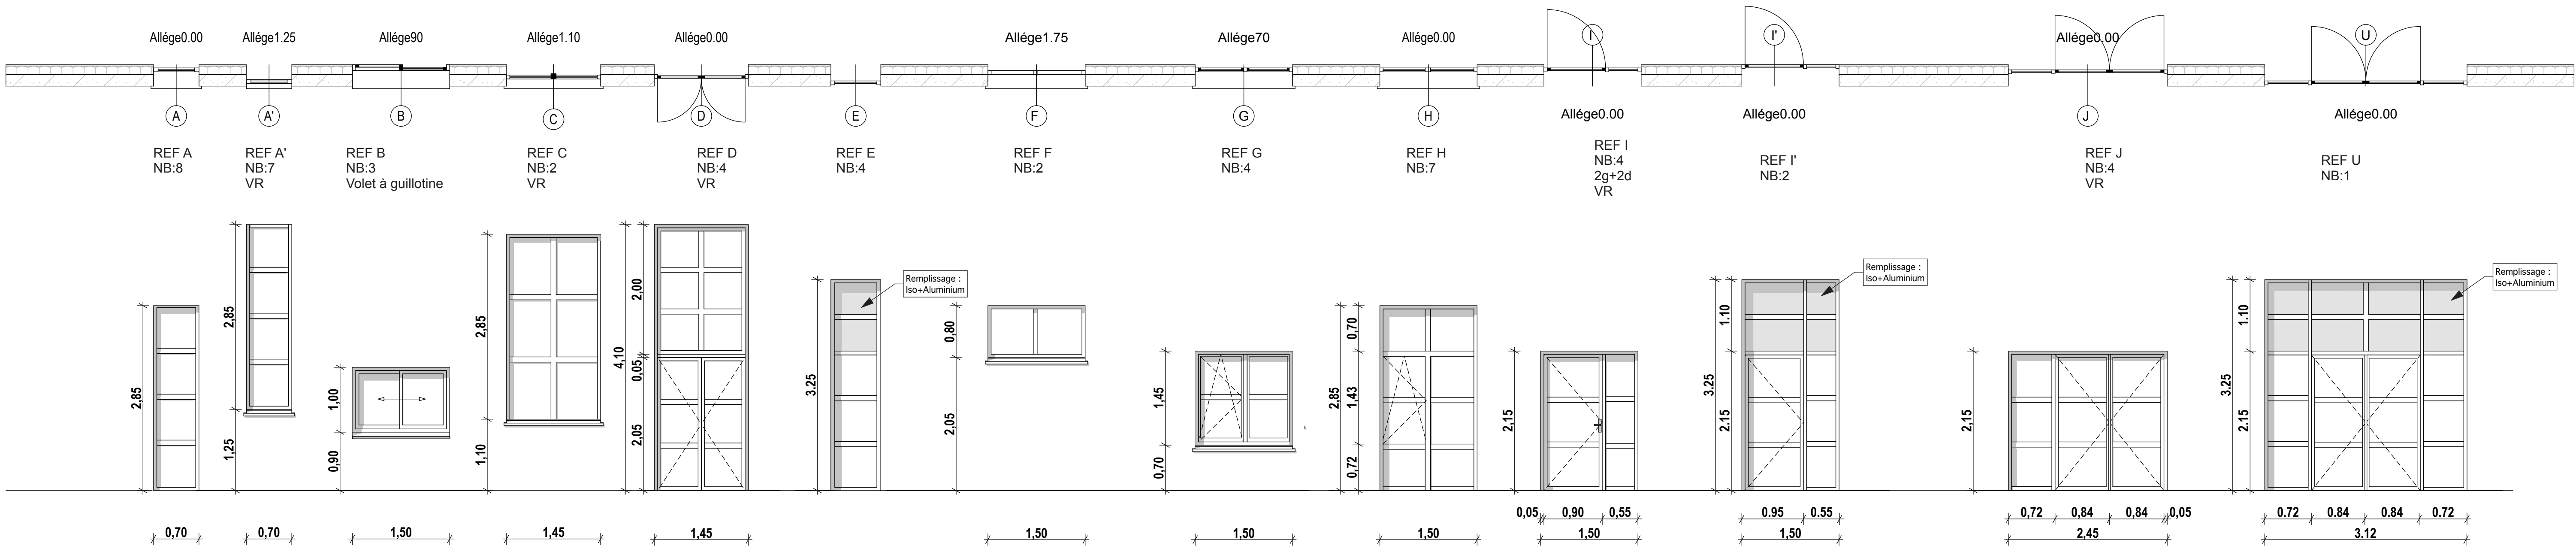 Allége0.00
Allége1.25
Allége90
Allége1.10
Allége0.00
Allége1.75
Allége70
Allége0.00
I
I'
Allége0.00
U
A
A'
B
C
D
E
F
G
H
Allége0.00
Allége0.00
J
Allége0.00
REF A
NB:8
REF A'
NB:7
VR
REF B
NB:3
Volet à guillotine
REF C
NB:2
VR
REF D
NB:4
VR
REF E
NB:4
REF F
NB:2
REF G
NB:4
REF H
NB:7
REF I
NB:4
2g+2d
VR
REF I'
NB:2
REF J
NB:4
VR
REF U
NB:1
2,85
2,85
1,25
1,00
0,90
2,85
1,10
4,10
2,00
0,05
2,05
3.25
Remplissage :
Iso+Aluminium
0,80
2,05
1,45
0,70
2,85
0,70
1,43
0,72
2,15
3.25
1.10
2.15
Remplissage :
Iso+Aluminium
2,15
3.25
1.10
2.15
Remplissage :
Iso+Aluminium
0,05
0,90
0,55
0.95
0.55
0,72
0,84
0,84
0,05
0.72
0.84
0.84
0.72
0,70
0,70
1,50
1,45
1,45
1,50
1,50
1,50
1,50
1,50
2,45
3.12